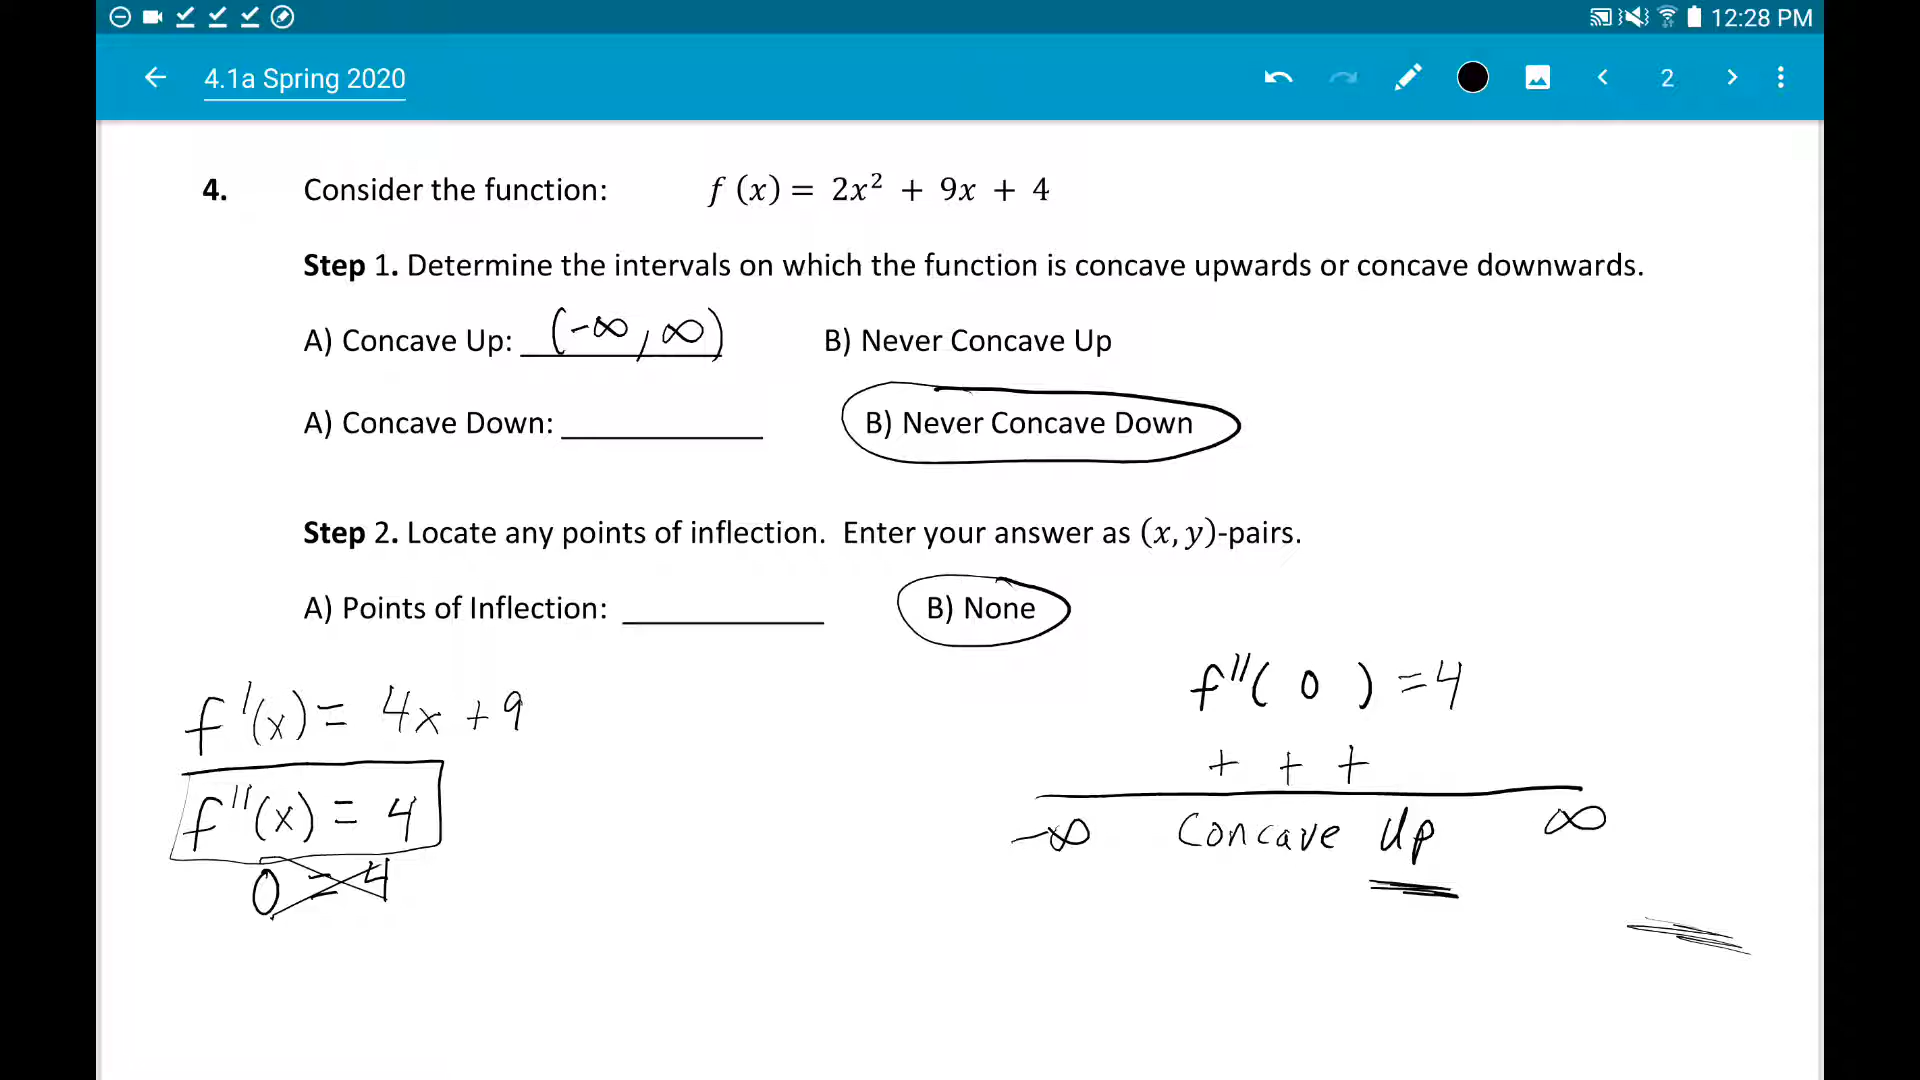 12:28 PM
4.1a Spring 2020
2
4. Consider the function: f (x) = 2x² + 9x + 4
Step 1. Determine the intervals on which the function is concave upwards or concave downwards.
A) Concave Up: (-∞, ∞) B) Never Concave Up
A) Concave Down: ____________ B) Never Concave Down
Step 2. Locate any points of inflection. Enter your answer as (x, y)-pairs.
A) Points of Inflection: ____________ B) None
f'(x) = 4x + 9
f''(x) = 4
0 = 4
f''( 0 ) = 4
+ + +
-∞ Concave Up ∞